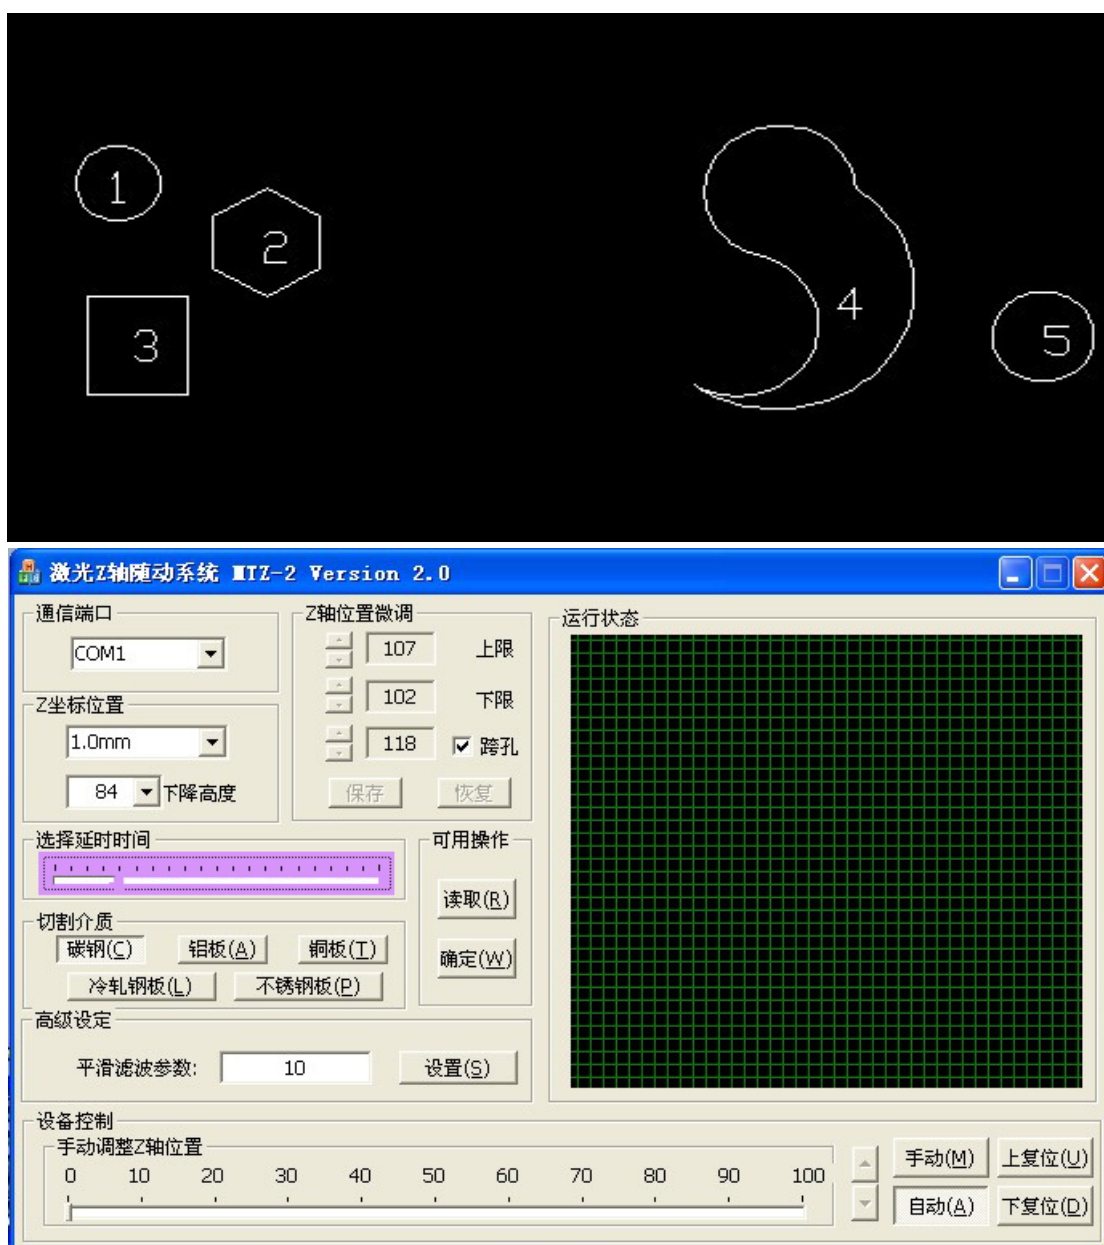 1
2
3
4
5
激光Z轴随动系统 MTZ-2 Version 2.0
通信端口
COM1
Z坐标位置
1.0mm
84 下降高度
Z轴位置微调
107 上限
102 下限
118 跨孔
保存 恢复
选择延时时间
可用操作
读取(R)
确定(W)
切割介质
碳钢(C) 铝板(A) 铜板(T)
冷轧钢板(L) 不锈钢板(P)
高级设定
平滑滤波参数: 10 设置(S)
运行状态
设备控制
手动调整Z轴位置
0 10 20 30 40 50 60 70 80 90 100
手动(M) 上复位(U)
自动(A) 下复位(D)